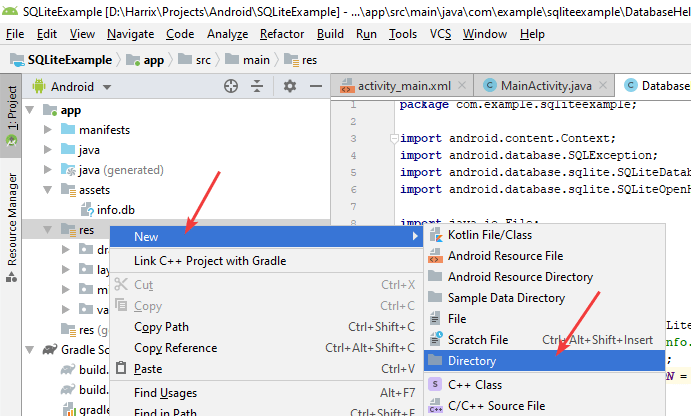 SQLiteExample [D:\Harrix\Projects\Android\SQLiteExample] - ...\app\src\main\java\com\example\sqliteexample\DatabaseHel
File Edit View Navigate Code Analyze Refactor Build Run Tools VCS Window Help
SQLiteExample app src main res
Android
activity_main.xml MainActivity.java Databas
1: Project
Resource Manager
app
manifests
java
java (generated)
assets
info.db
res
dra
lay
m
va
res (
Gradle Sc
build.
build.
gradle
1 package com.example.sqliteexample;
2
3 import android.content.Context;
4 import android.database.SQLException;
5 import android.database.sqlite.SQLiteDatab
6 import android.database.sqlite.SQLiteOpenH
7
8 import java.io.File;
New
Link C++ Project with Gradle
Cut Ctrl+X
Copy Ctrl+C
Copy Path Ctrl+Shift+C
Copy Reference Ctrl+Alt+Shift+C
Paste Ctrl+V
Find Usages Alt+F7
Find in Path Ctrl+Shift+F
Kotlin File/Class
Android Resource File
Android Resource Directory
Sample Data Directory
File
Scratch File Ctrl+Alt+Shift+Insert
Directory
C++ Class
C/C++ Source File
Lite
nfo.
;
N =